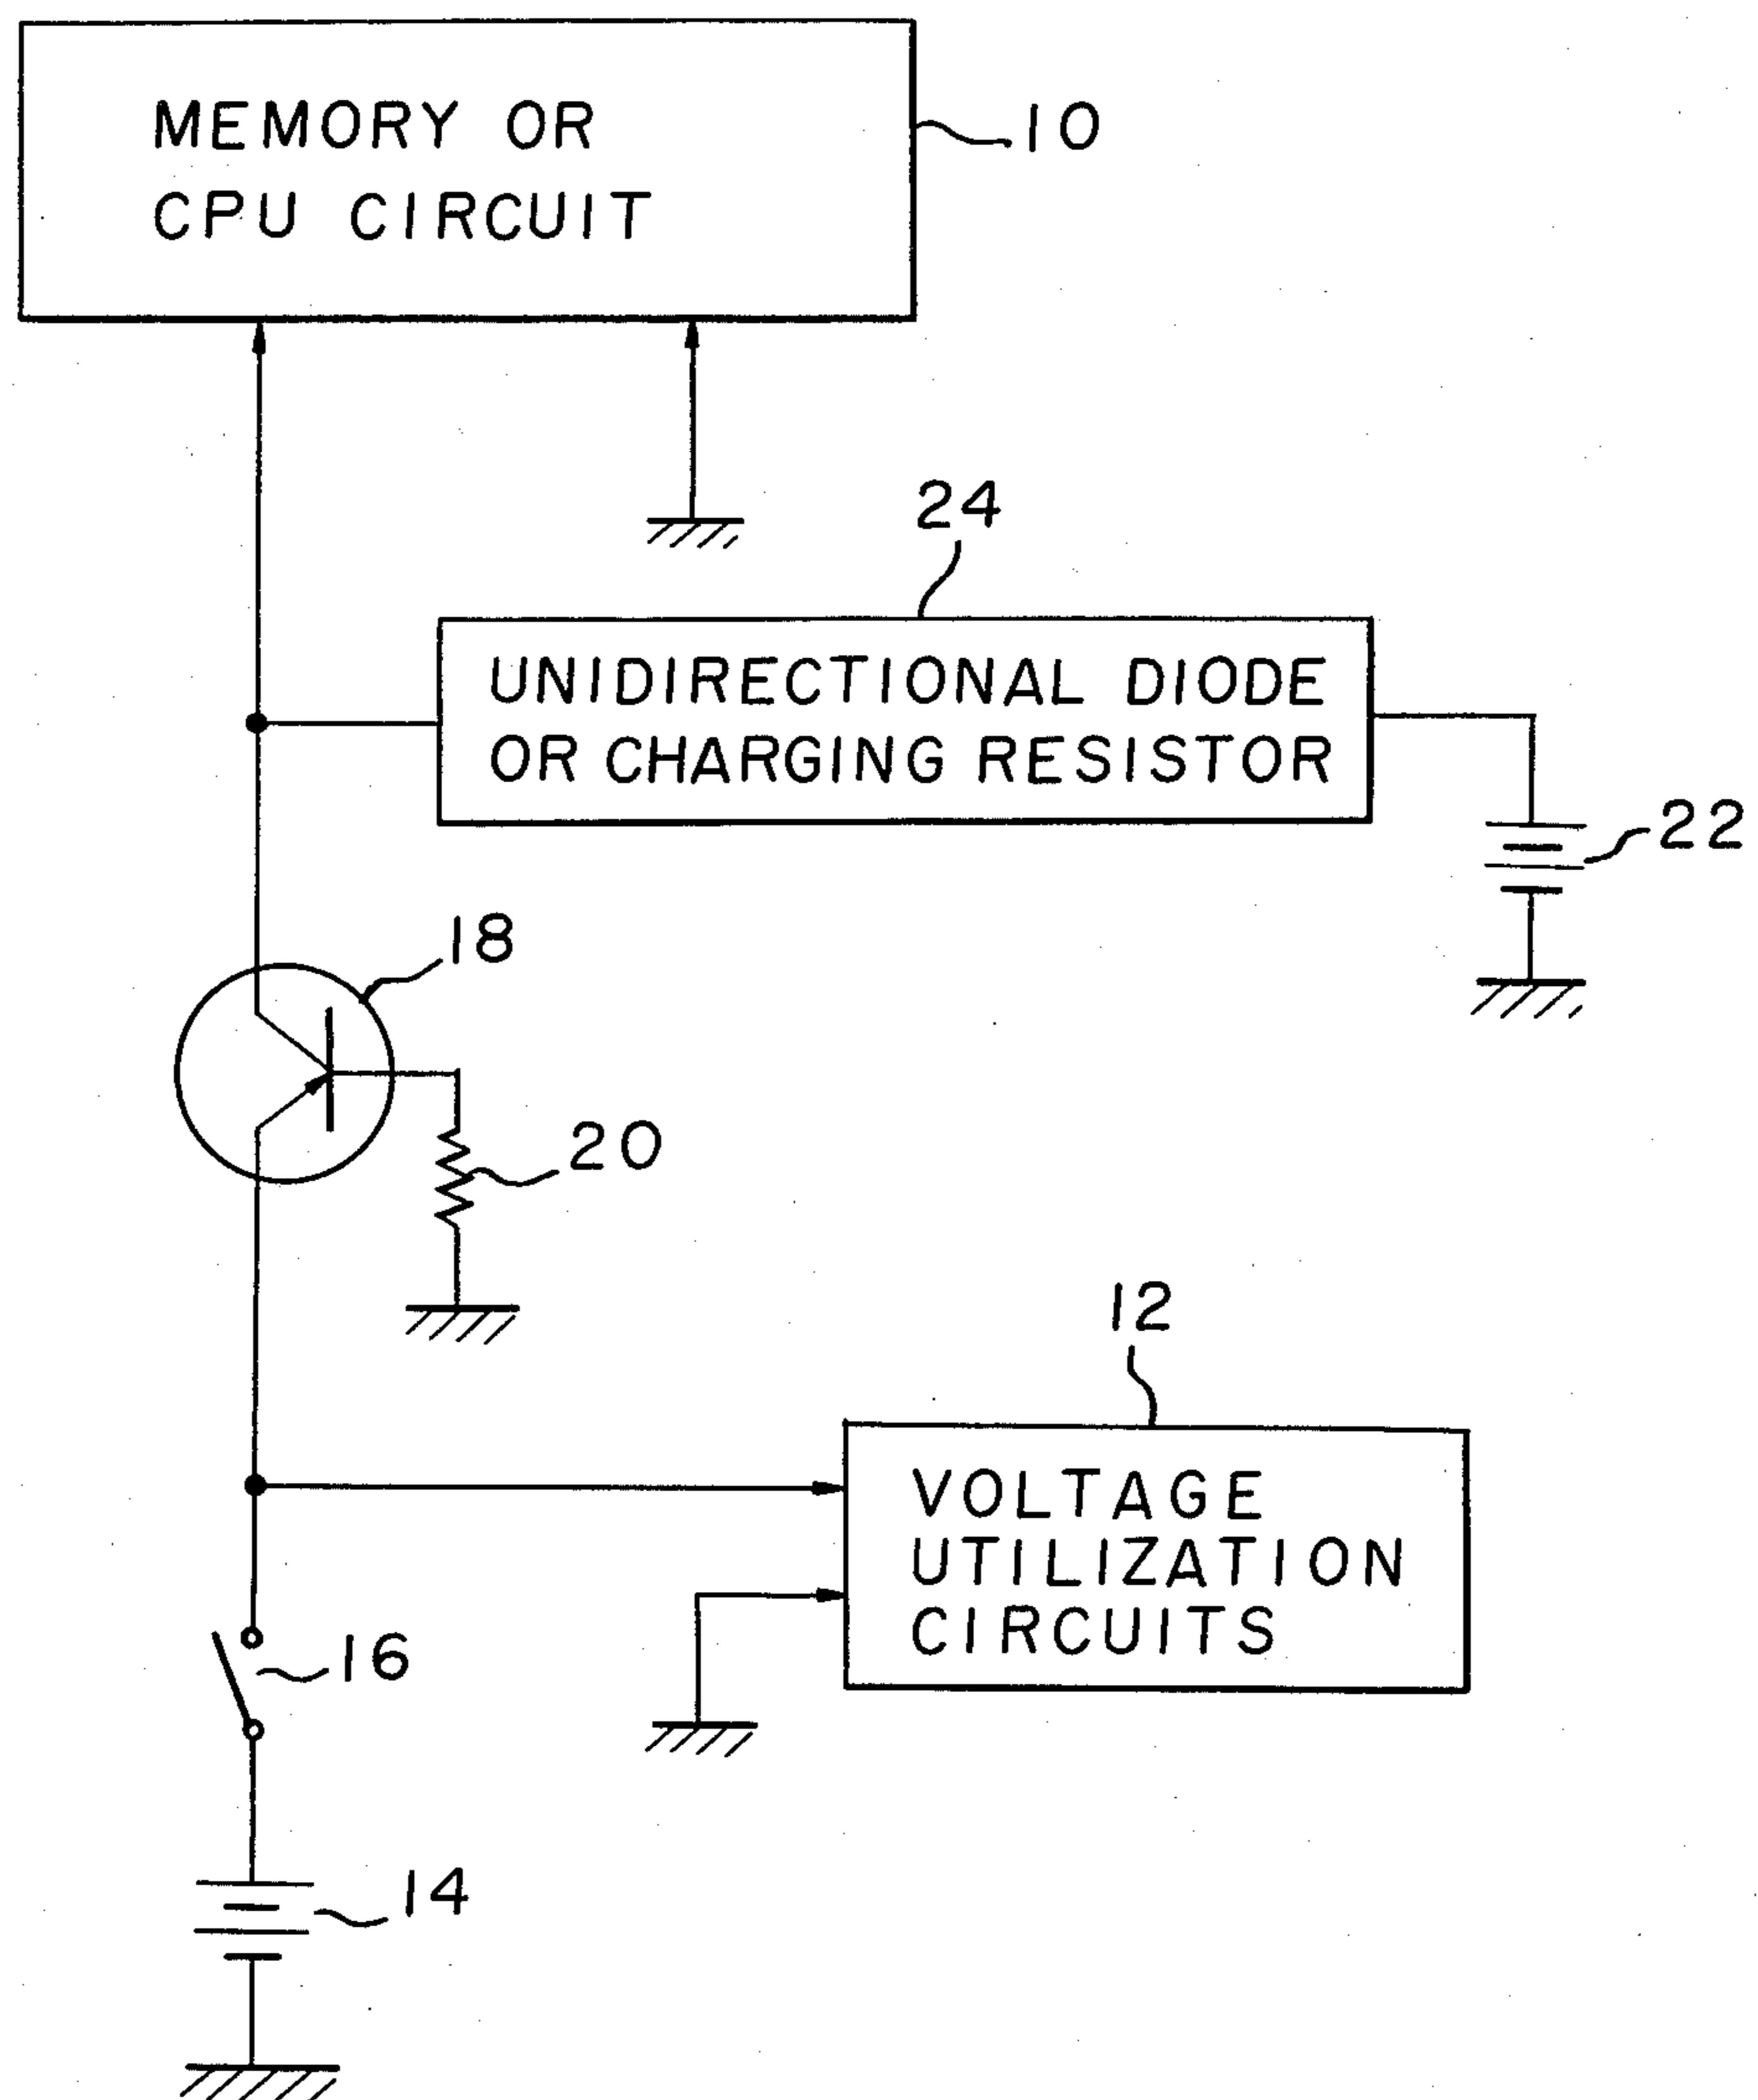 MEMORY OR
CPU CIRCUIT
10
24
UNIDIRECTIONAL DIODE
OR CHARGING RESISTOR
22
18
20
12
VOLTAGE
UTILIZATION
CIRCUITS
16
14